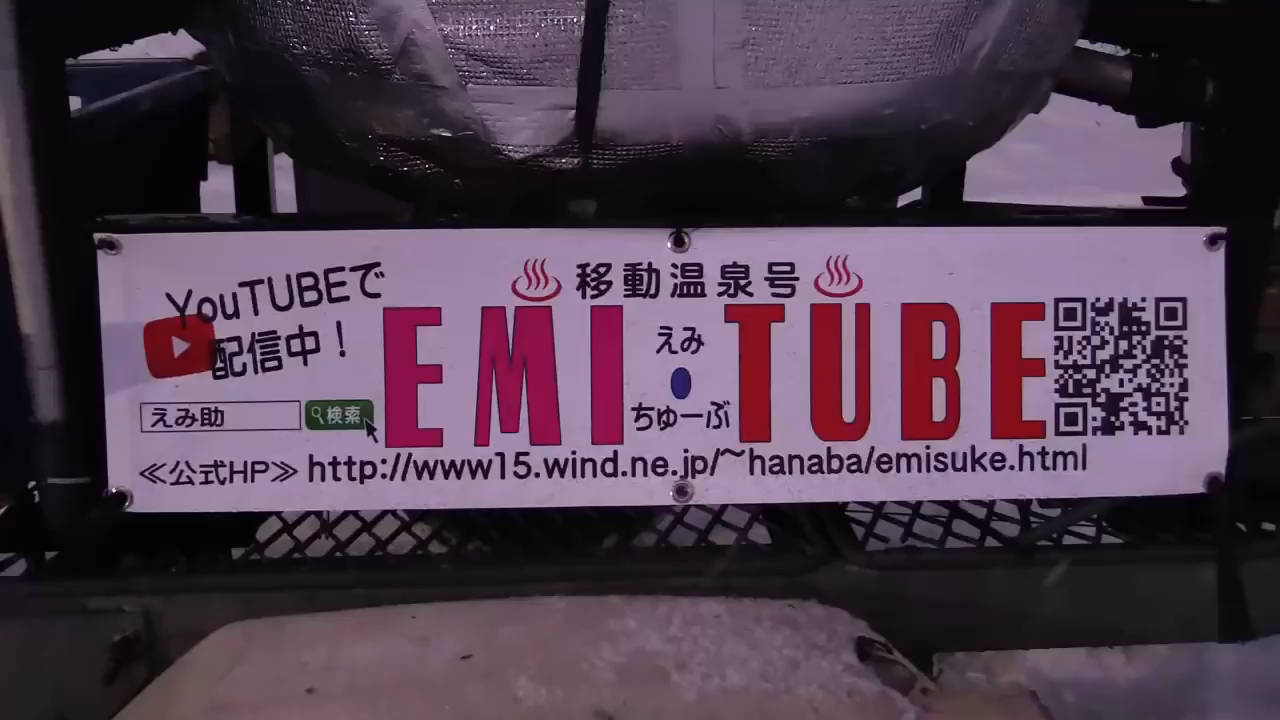 YouTUBEで
配信中！
えみ助 検索
移動温泉号
EMI・TUBE
えみ
ちゅーぶ
≪公式HP≫ http://www15.wind.ne.jp/~hanaba/emisuke.html